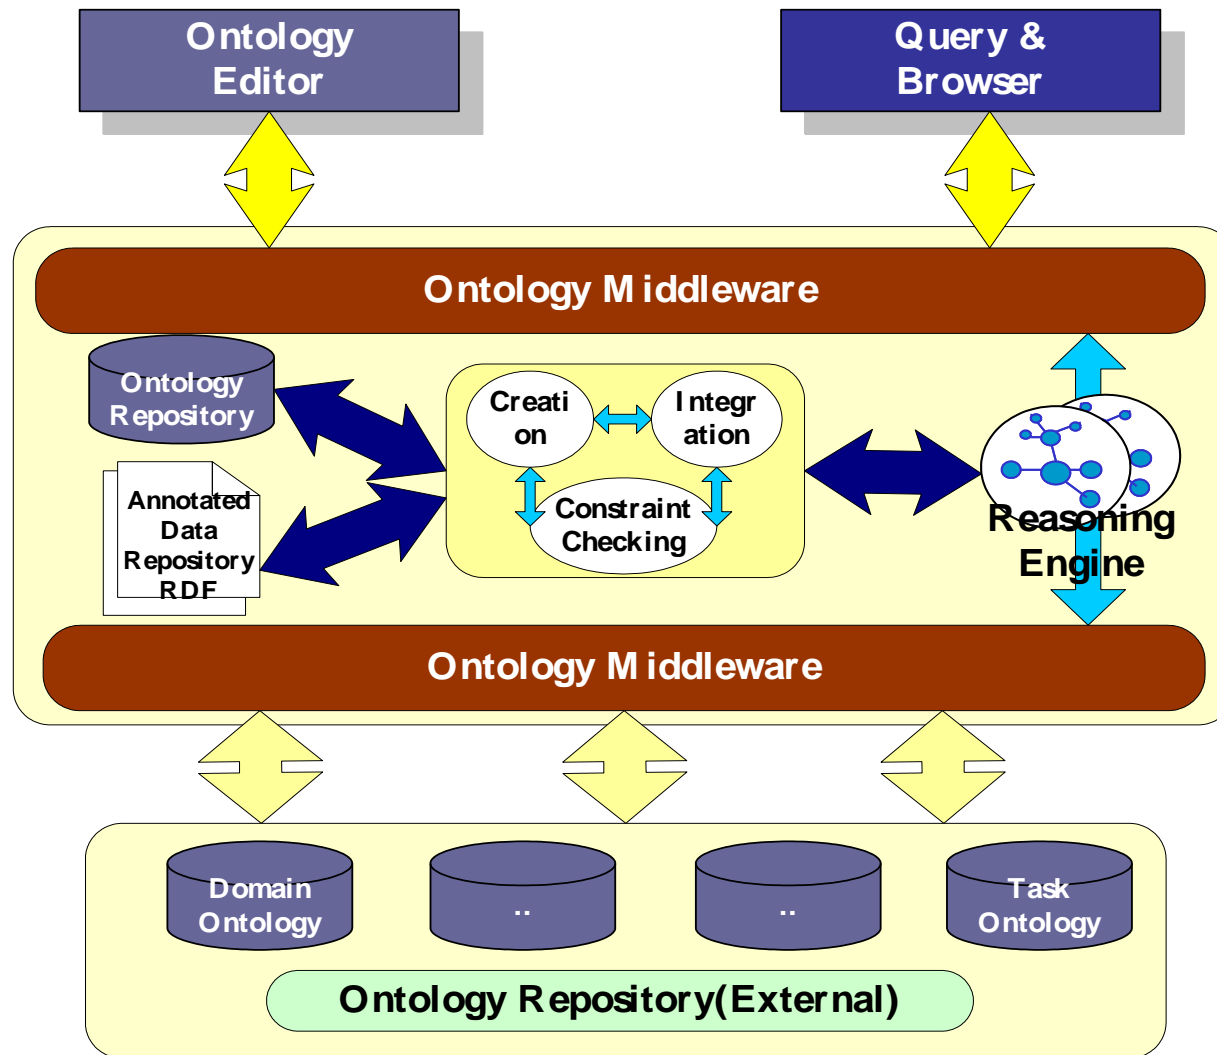 Ontology
Editor
Query &
Browser
Ontology Middleware
Ontology
Repository
Creati
on
Integr
ation
Constraint
Checking
Annotated
Data
Repository
RDF
Reasoning
Engine
Ontology Middleware
Domain
Ontology
..
..
Task
Ontology
Ontology Repository(External)